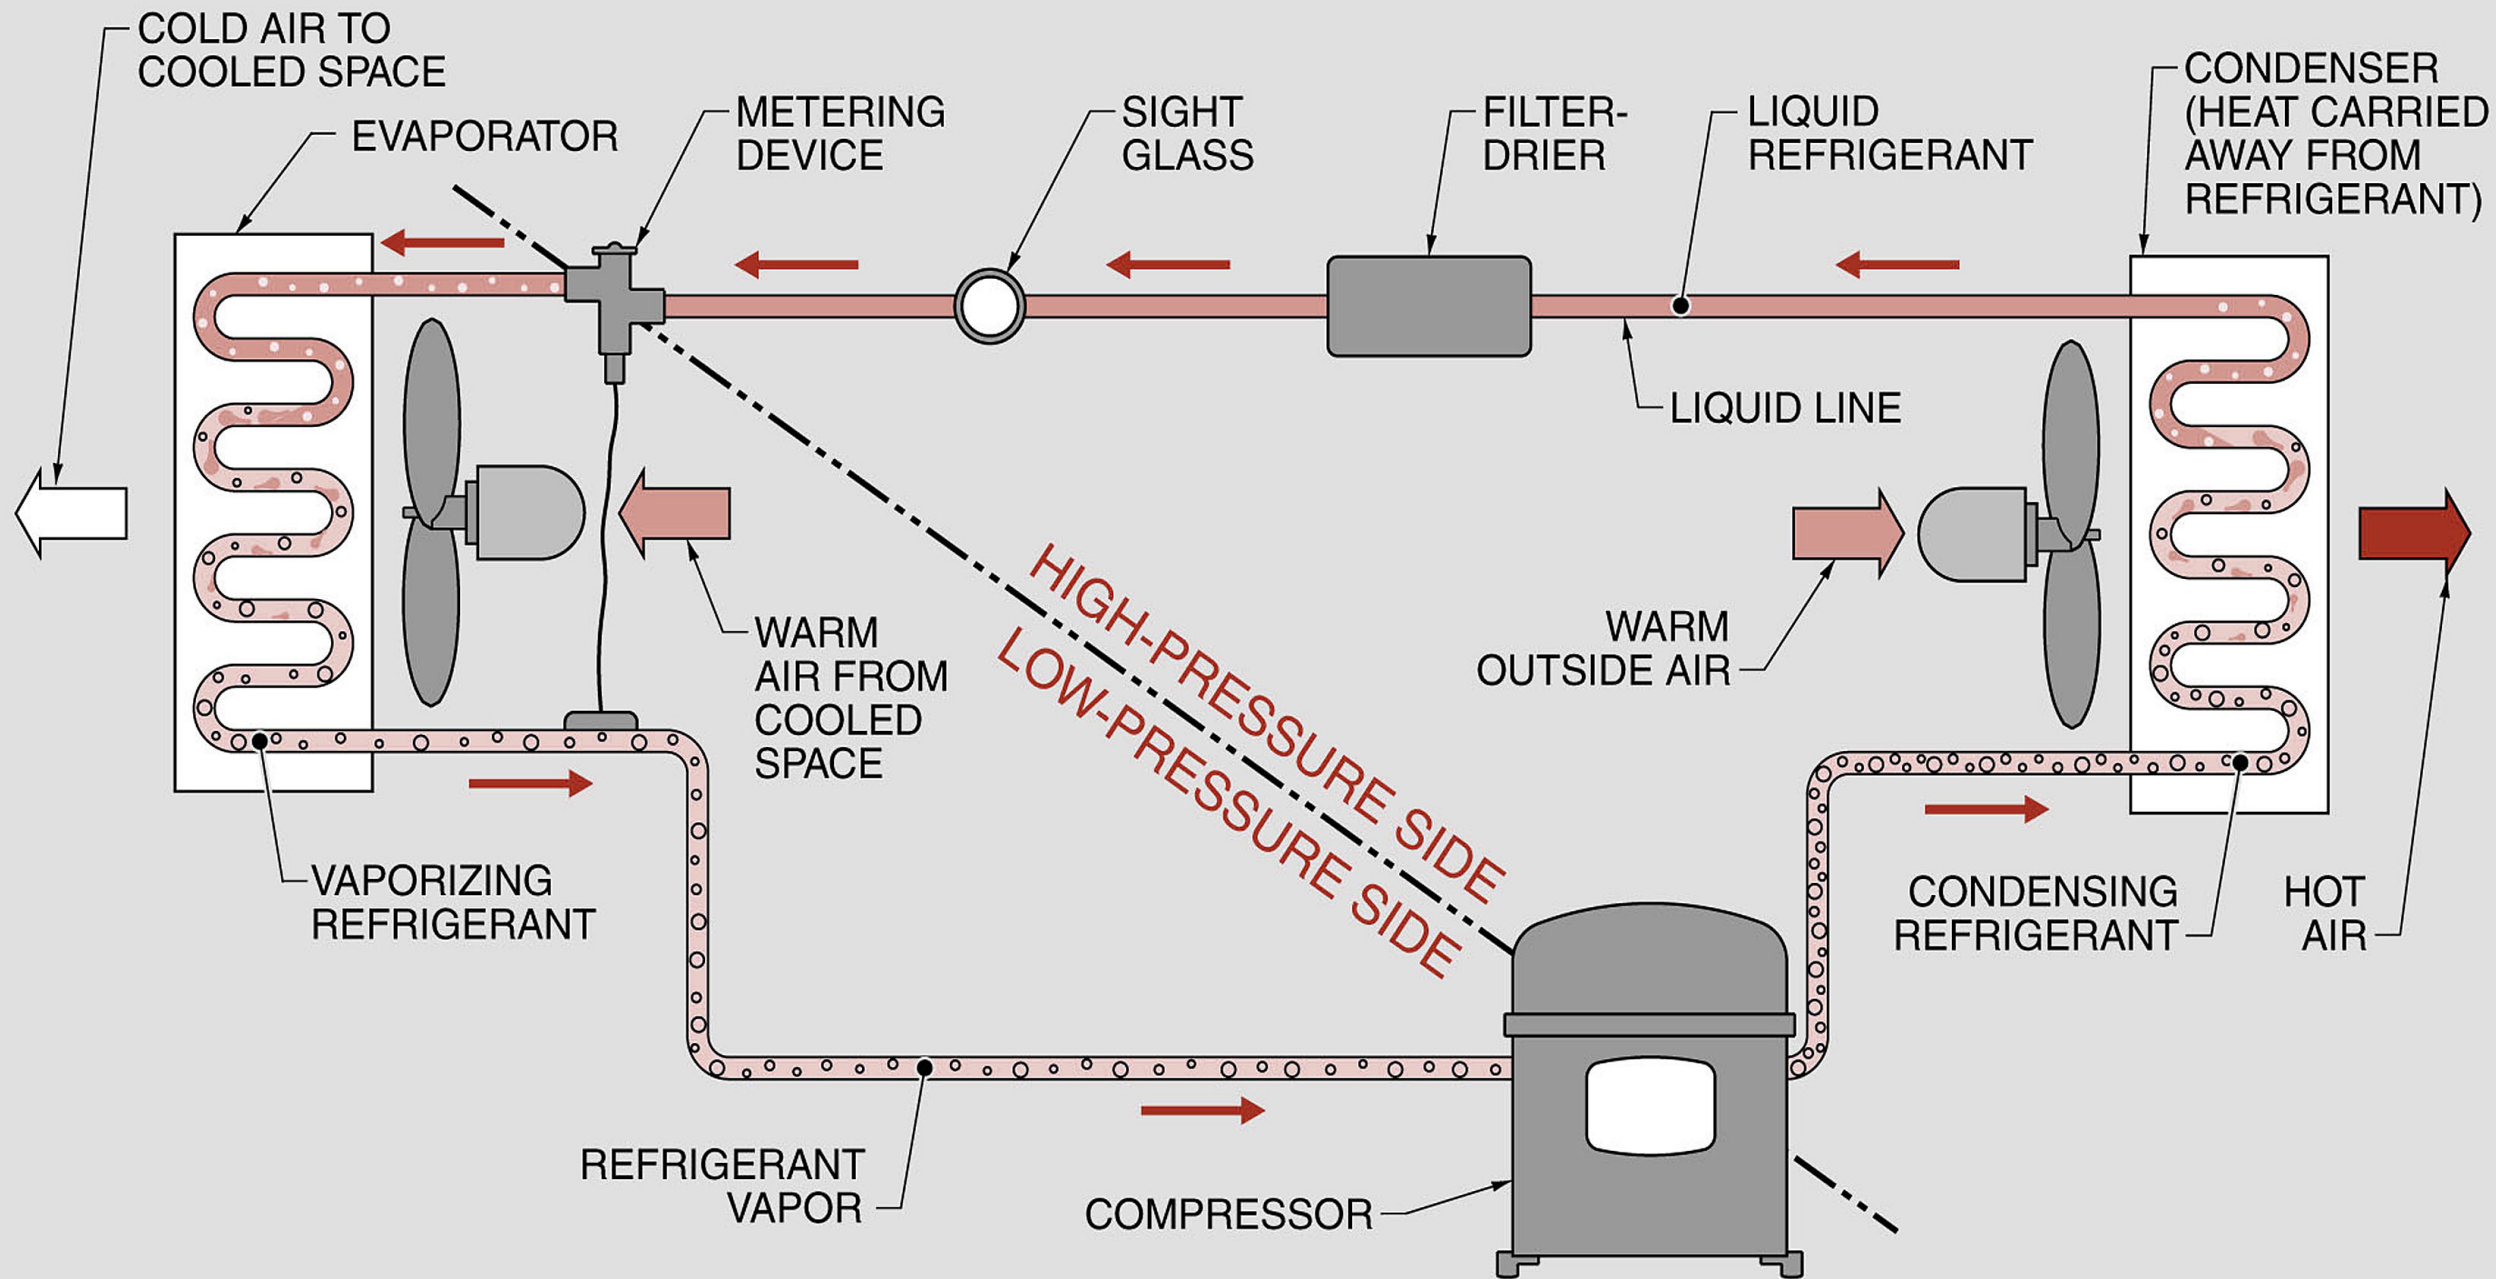 COLD AIR TO
COOLED SPACE
EVAPORATOR
METERING
DEVICE
SIGHT
GLASS
FILTER-
DRIER
LIQUID
REFRIGERANT
CONDENSER
(HEAT CARRIED
AWAY FROM
REFRIGERANT)
LIQUID LINE
WARM
AIR FROM
COOLED
SPACE
HIGH-PRESSURE SIDE
LOW-PRESSURE SIDE
WARM
OUTSIDE AIR
VAPORIZING
REFRIGERANT
CONDENSING
REFRIGERANT
HOT
AIR
REFRIGERANT
VAPOR
COMPRESSOR